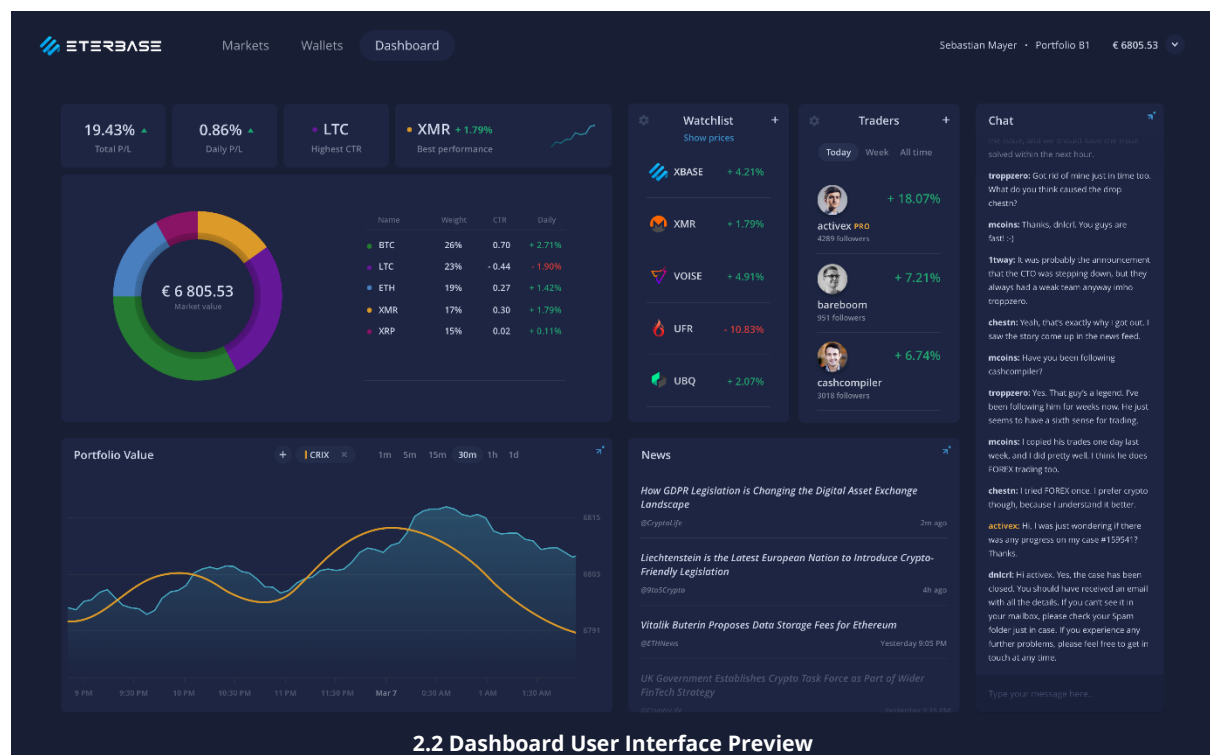 ETERBASE
Markets Wallets Dashboard
Sebastian Mayer · Portfolio B1 € 6805.53
19.43%
Total P/L
0.86%
Daily P/L
LTC
Highest CTR
XMR + 1.79%
Best performance
€ 6 805.53
Market value
Name Weight CTR Daily
BTC 26% 0.70 + 2.71%
LTC 23% - 0.44 - 1.90%
ETH 19% 0.27 + 1.42%
XMR 17% 0.30 + 1.79%
XRP 15% 0.02 + 0.11%
Watchlist +
Show prices
XBASE + 4.21%
XMR + 1.79%
VOISE + 4.91%
UFR - 10.83%
UBQ + 2.07%
Traders +
Today Week All time
+ 18.07%
activex PRO
4289 followers
+ 7.21%
bareboom
951 followers
+ 6.74%
cashcompiler
3018 followers
Chat
the issue, and we should have the issue
solved within the next hour.
troppzero: Got rid of mine just in time too.
What do you think caused the drop
chestn?
mcoins: Thanks, dnlcrl. You guys are
fast! :-)
1tway: It was probably the announcement
that the CTO was stepping down, but they
always had a weak team anyway imho
troppzero.
chestn: Yeah, that's exactly why I got out. I
saw the story come up in the news feed.
mcoins: Have you been following
cashcompiler?
troppzero: Yes. That guy's a legend. I've
been following him for weeks now. He just
seems to have a sixth sense for trading.
mcoins: I copied his trades one day last
week, and I did pretty well. I think he does
FOREX trading too.
chestn: I tried FOREX once. I prefer crypto
though, because I understand it better.
activex: Hi, I was just wondering if there
was any progress on my case #159541?
Thanks.
dnlcrl: Hi activex. Yes, the case has been
closed. You should have received an email
with all the details. If you can't see it in
your mailbox, please check your Spam
folder just in case. If you experience any
further problems, please feel free to get in
touch at any time.
Type your message here..
Portfolio Value + CRIX × 1m 5m 15m 30m 1h 1d
6815
6803
6791
9 PM 9:30 PM 10 PM 10:30 PM 11 PM 11:30 PM Mar 7 0:30 AM 1 AM 1:30 AM
News
How GDPR Legislation is Changing the Digital Asset Exchange
Landscape
@CryptoLife 2m ago
Liechtenstein is the Latest European Nation to Introduce Crypto-
Friendly Legislation
@9to5Crypto 4h ago
Vitalik Buterin Proposes Data Storage Fees for Ethereum
@ETHNews Yesterday 9:05 PM
UK Government Establishes Crypto Task Force as Part of Wider
FinTech Strategy
2.2 Dashboard User Interface Preview